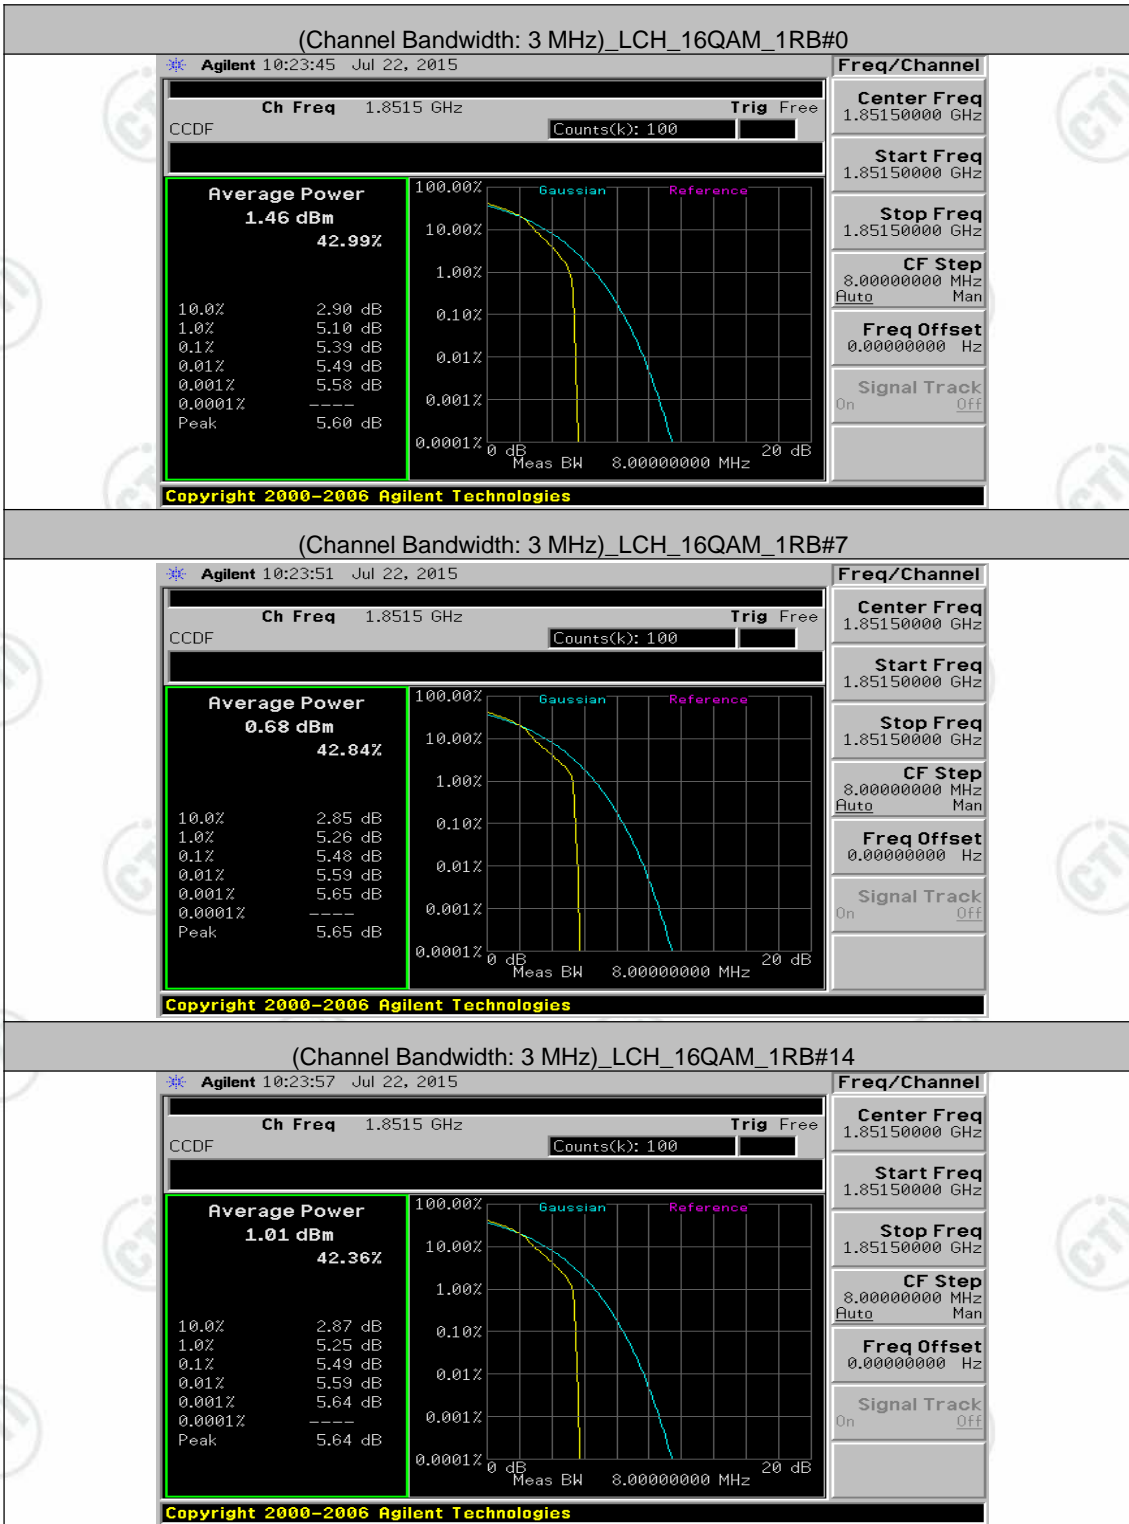 (Channel Bandwidth: 3 MHz)_LCH_16QAM_1RB#0
Agilent 10:23:45 Jul 22, 2015
Freq/Channel
Ch Freq 1.8515 GHz Trig Free
CCDF Counts(k): 100
Average Power
1.46 dBm
42.99%
10.0% 2.90 dB
1.0% 5.10 dB
0.1% 5.39 dB
0.01% 5.49 dB
0.001% 5.58 dB
0.0001% ----
Peak 5.60 dB
Gaussian Reference
100.00%
10.00%
1.00%
0.10%
0.01%
0.001%
0.0001%
0 dB 20 dB
Meas BW 8.00000000 MHz
Center Freq
1.85150000 GHz
Start Freq
1.85150000 GHz
Stop Freq
1.85150000 GHz
CF Step
8.00000000 MHz
Auto Man
Freq Offset
0.00000000 Hz
Signal Track
On Off
Copyright 2000-2006 Agilent Technologies
(Channel Bandwidth: 3 MHz)_LCH_16QAM_1RB#7
Agilent 10:23:51 Jul 22, 2015
Freq/Channel
Ch Freq 1.8515 GHz Trig Free
CCDF Counts(k): 100
Average Power
0.68 dBm
42.84%
10.0% 2.85 dB
1.0% 5.26 dB
0.1% 5.48 dB
0.01% 5.59 dB
0.001% 5.65 dB
0.0001% ----
Peak 5.65 dB
Gaussian Reference
100.00%
10.00%
1.00%
0.10%
0.01%
0.001%
0.0001%
0 dB 20 dB
Meas BW 8.00000000 MHz
Center Freq
1.85150000 GHz
Start Freq
1.85150000 GHz
Stop Freq
1.85150000 GHz
CF Step
8.00000000 MHz
Auto Man
Freq Offset
0.00000000 Hz
Signal Track
On Off
Copyright 2000-2006 Agilent Technologies
(Channel Bandwidth: 3 MHz)_LCH_16QAM_1RB#14
Agilent 10:23:57 Jul 22, 2015
Freq/Channel
Ch Freq 1.8515 GHz Trig Free
CCDF Counts(k): 100
Average Power
1.01 dBm
42.36%
10.0% 2.87 dB
1.0% 5.25 dB
0.1% 5.49 dB
0.01% 5.59 dB
0.001% 5.64 dB
0.0001% ----
Peak 5.64 dB
Gaussian Reference
100.00%
10.00%
1.00%
0.10%
0.01%
0.001%
0.0001%
0 dB 20 dB
Meas BW 8.00000000 MHz
Center Freq
1.85150000 GHz
Start Freq
1.85150000 GHz
Stop Freq
1.85150000 GHz
CF Step
8.00000000 MHz
Auto Man
Freq Offset
0.00000000 Hz
Signal Track
On Off
Copyright 2000-2006 Agilent Technologies
CTI